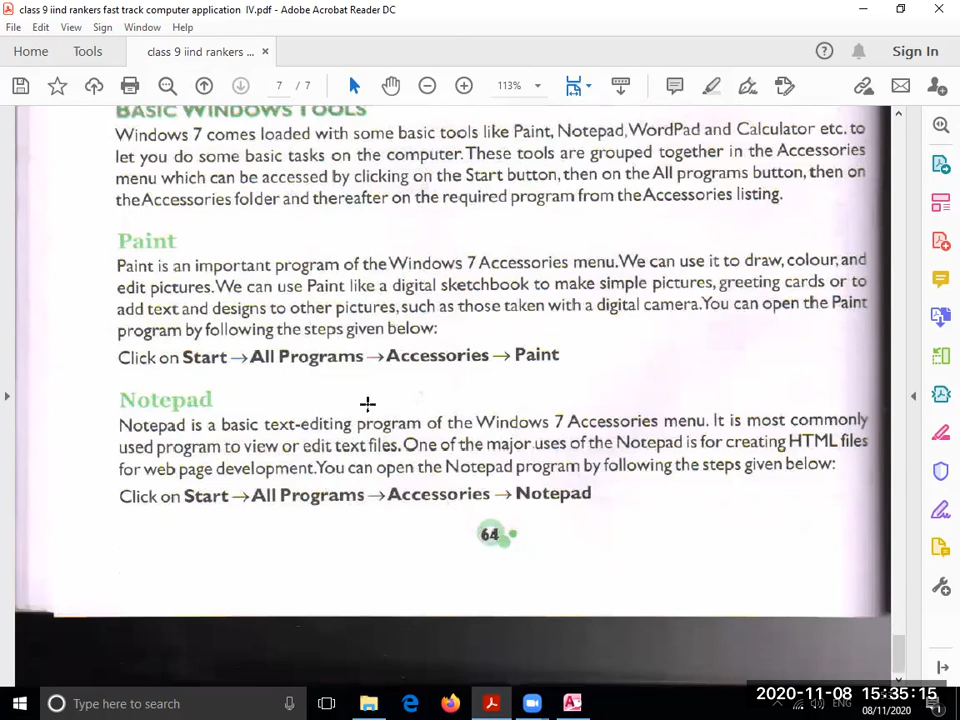 class 9 iind rankers fast track computer application IV.pdf - Adobe Acrobat Reader DC
File Edit View Sign Window Help
Home Tools class 9 iind rankers ... × Sign In
7 / 7 113%
BASIC WINDOWS TOOLS
Windows 7 comes loaded with some basic tools like Paint, Notepad, WordPad and Calculator etc. to
let you do some basic tasks on the computer. These tools are grouped together in the Accessories
menu which can be accessed by clicking on the Start button, then on the All programs button, then on
the Accessories folder and thereafter on the required program from the Accessories listing.
Paint
Paint is an important program of the Windows 7 Accessories menu. We can use it to draw, colour, and
edit pictures. We can use Paint like a digital sketchbook to make simple pictures, greeting cards or to
add text and designs to other pictures, such as those taken with a digital camera. You can open the Paint
program by following the steps given below:
Click on Start → All Programs → Accessories → Paint
Notepad
Notepad is a basic text-editing program of the Windows 7 Accessories menu. It is most commonly
used program to view or edit text files. One of the major uses of the Notepad is for creating HTML files
for web page development. You can open the Notepad program by following the steps given below:
Click on Start → All Programs → Accessories → Notepad
64
Type here to search
2020-11-08 15:35:15
ENG
08/11/2020